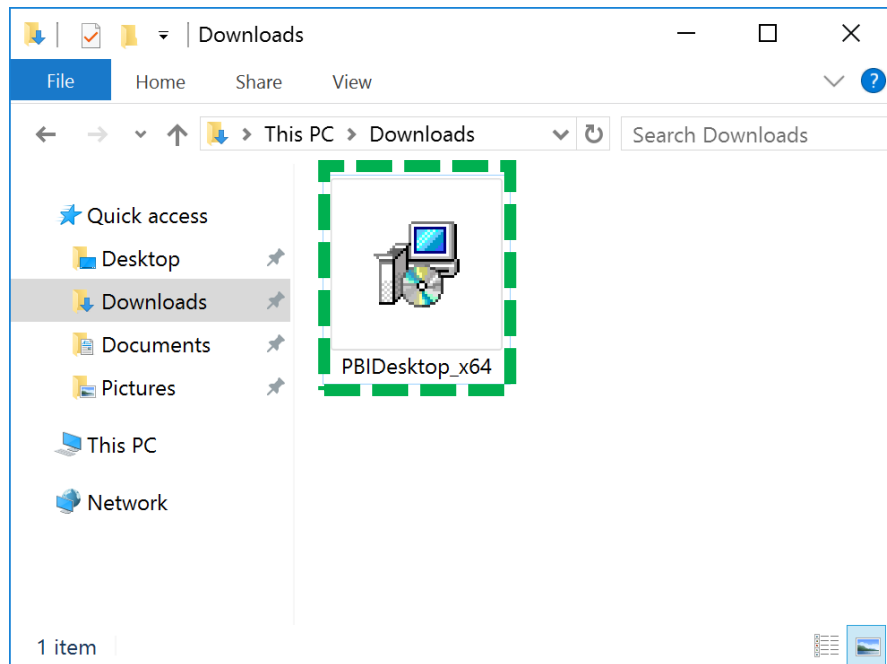 Downloads
File Home Share View
?
This PC Downloads
Search Downloads
Quick access
Desktop
Downloads
Documents
Pictures
This PC
Network
PBIDesktop_x64
1 item